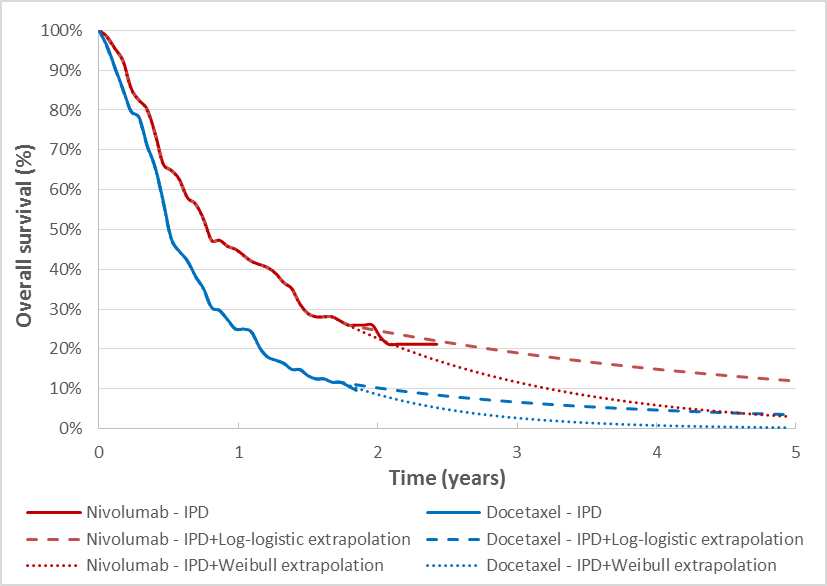 100%
90%
80%
70%
60%
50%
40%
30%
20%
10%
0%
Overall survival (%)
0 1 2 3 4 5
Time (years)
Nivolumab - IPD Docetaxel - IPD
Nivolumab - IPD+Log-logistic extrapolation Docetaxel - IPD+Log-logistic extrapolation
Nivolumab - IPD+Weibull extrapolation Docetaxel - IPD+Weibull extrapolation